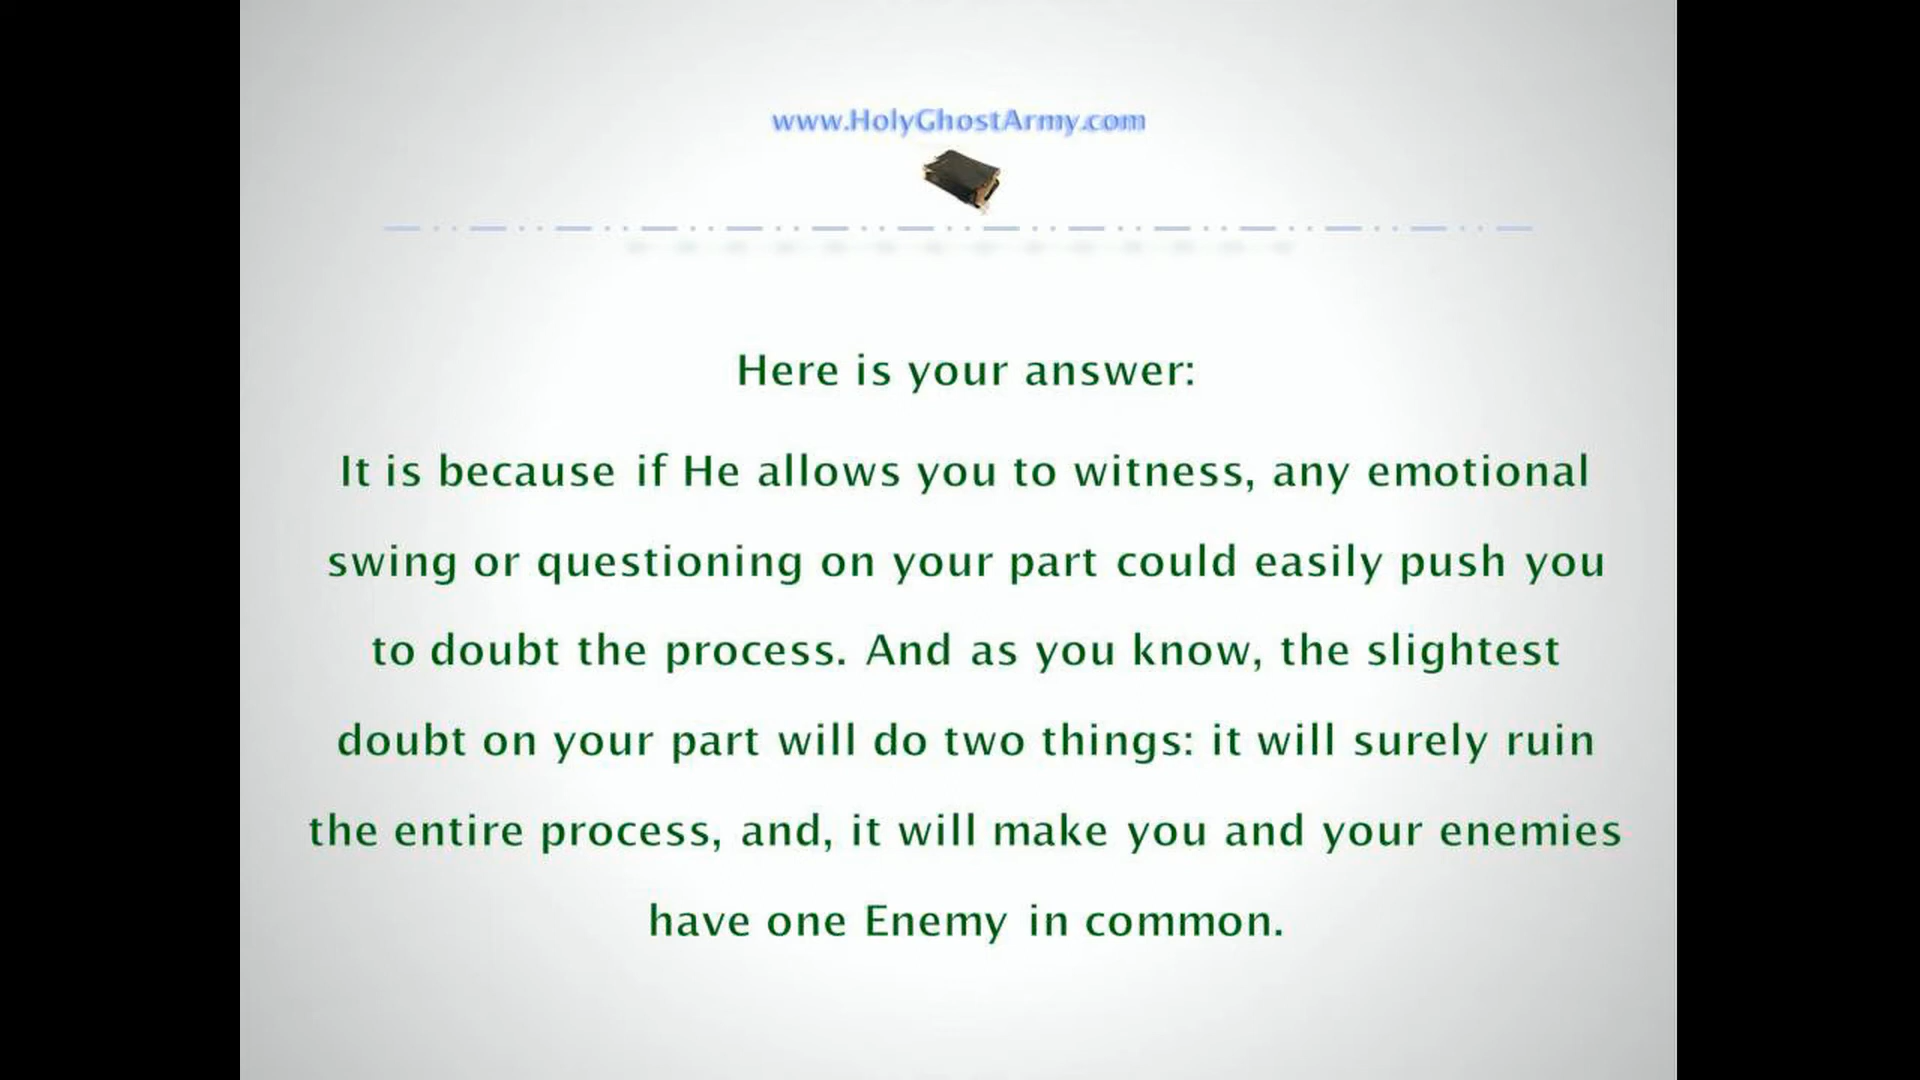 www.HolyGhostArmy.com
Here is your answer:
It is because if He allows you to witness, any emotional
swing or questioning on your part could easily push you
to doubt the process. And as you know, the slightest
doubt on your part will do two things: it will surely ruin
the entire process, and, it will make you and your enemies
have one Enemy in common.